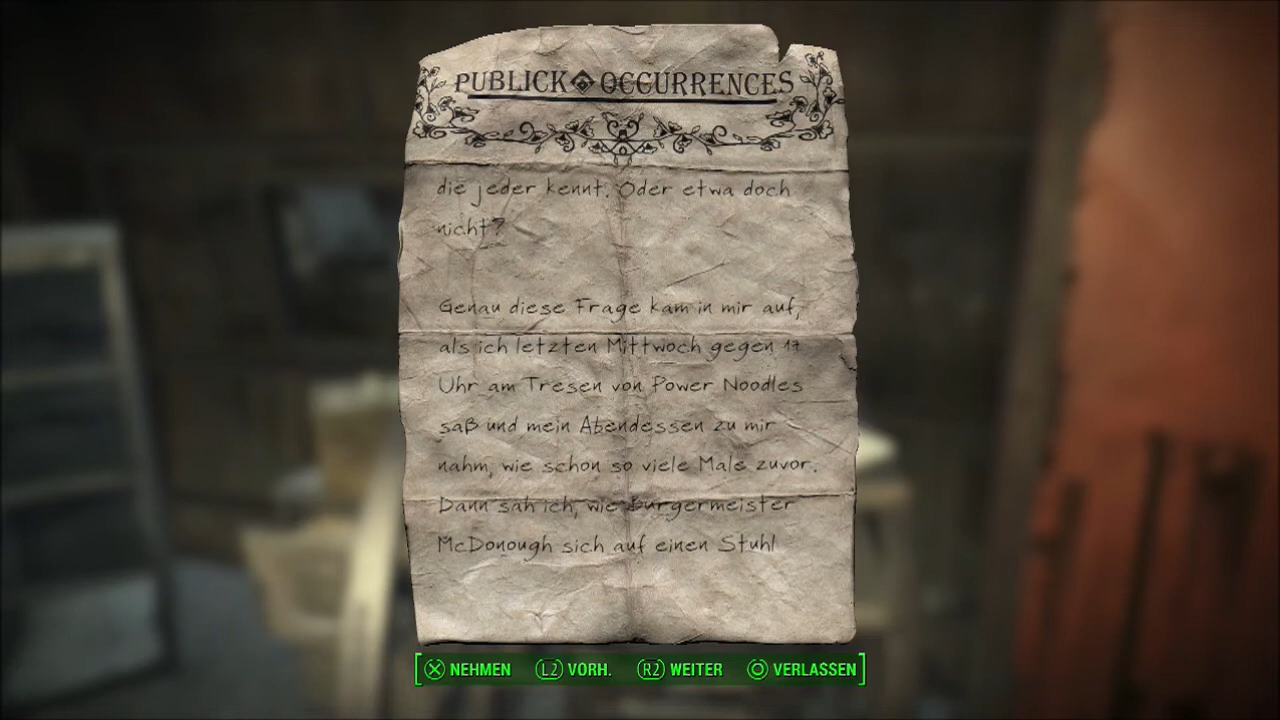 PUBLICK OCCURRENCES
die jeder kennt. Oder etwa doch
nicht?
Genau diese Frage kam in mir auf,
als ich letzten Mittwoch gegen 17
Uhr am Tresen von Power Noodles
saß und mein Abendessen zu mir
nahm, wie schon so viele Male zuvor.
Dann sah ich, wie Bürgermeister
McDonough sich auf einen Stuhl
NEHMEN L2 VORH. R2 WEITER VERLASSEN